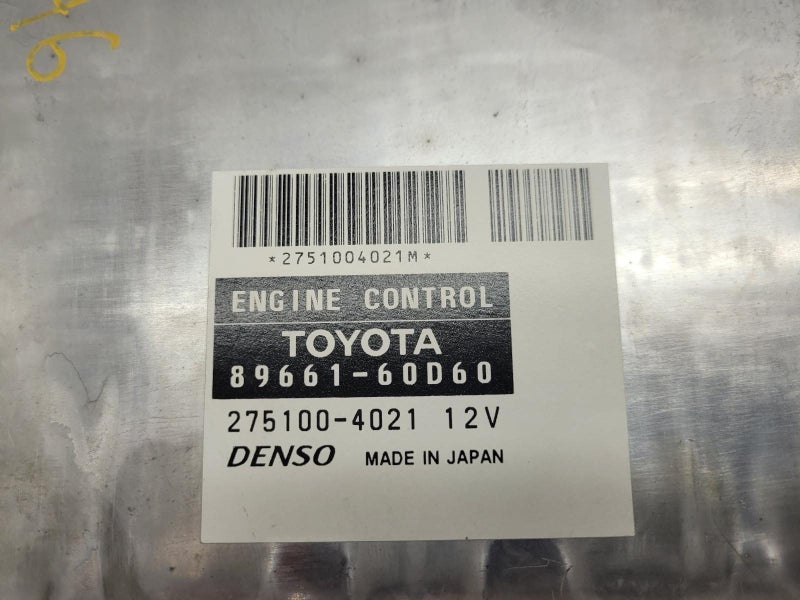 *2751004021M*
ENGINE CONTROL
TOYOTA
89661-60D60
275100-4021 12V
DENSO MADE IN JAPAN